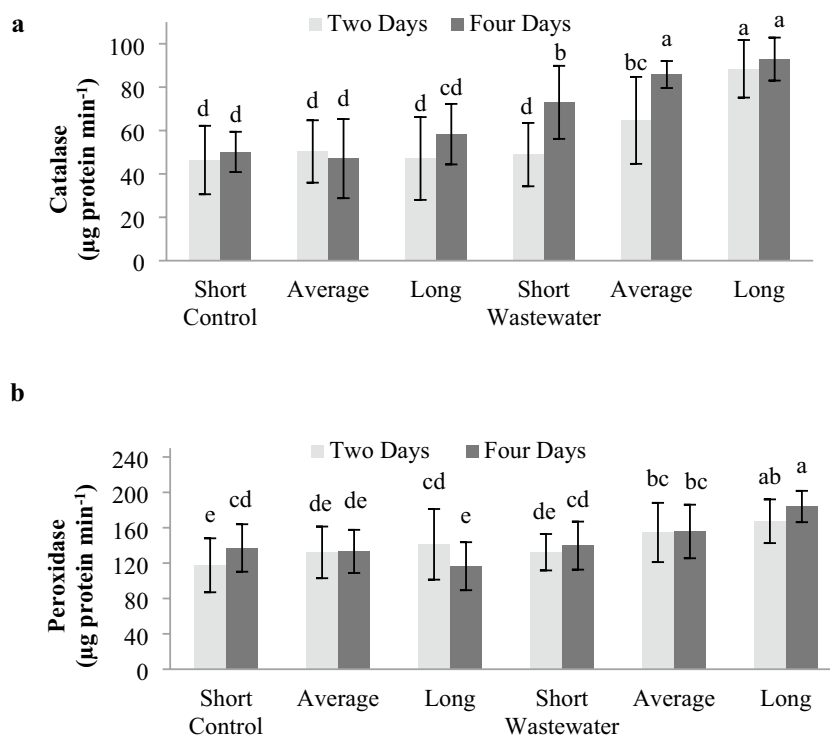 a
Two Days Four Days
100
80
60
40
20
0
Catalase
(µg protein min⁻¹)
d d d d d cd d b bc a a a
Short Average Long Short Average Long
Control Wastewater
b
Two Days Four Days
240
200
160
120
80
40
0
Peroxidase
(µg protein min⁻¹)
e cd de de cd e de cd bc bc ab a
Short Average Long Short Average Long
Control Wastewater